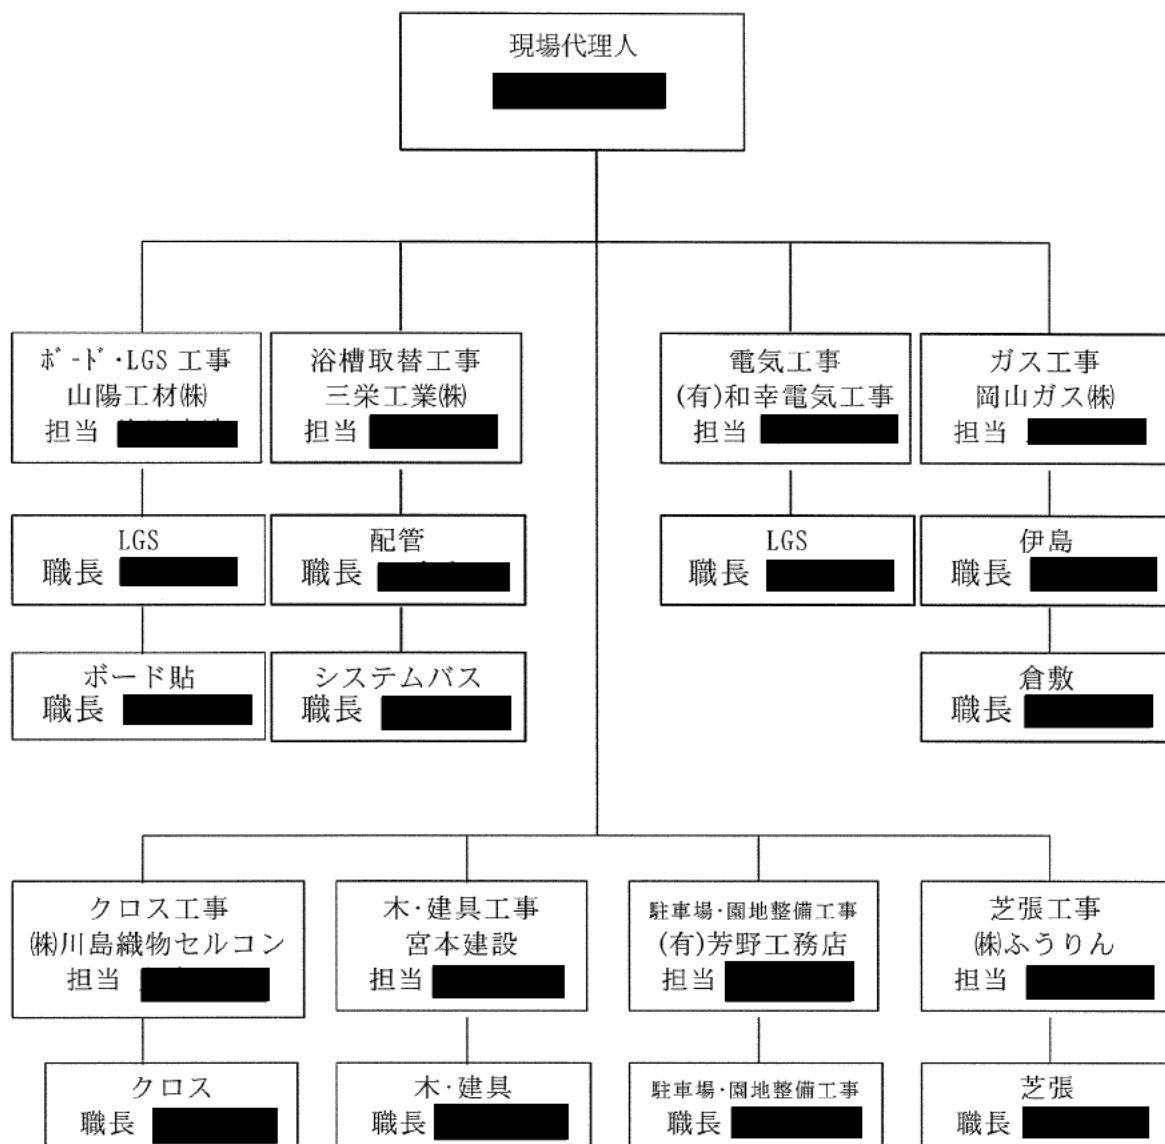 現場代理人
ボード・LGS 工事
山陽工材㈱
担当
浴槽取替工事
三栄工業㈱
担当
電気工事
(有)和幸電気工事
担当
ガス工事
岡山ガス㈱
担当
LGS
職長
配管
職長
LGS
職長
伊島
職長
ボード貼
職長
システムバス
職長
倉敷
職長
クロス工事
㈱川島織物セルコン
担当
木・建具工事
宮本建設
担当
駐車場・園地整備工事
(有)芳野工務店
担当
芝張工事
㈱ふうりん
担当
クロス
職長
木・建具
職長
駐車場・園地整備工事
職長
芝張
職長